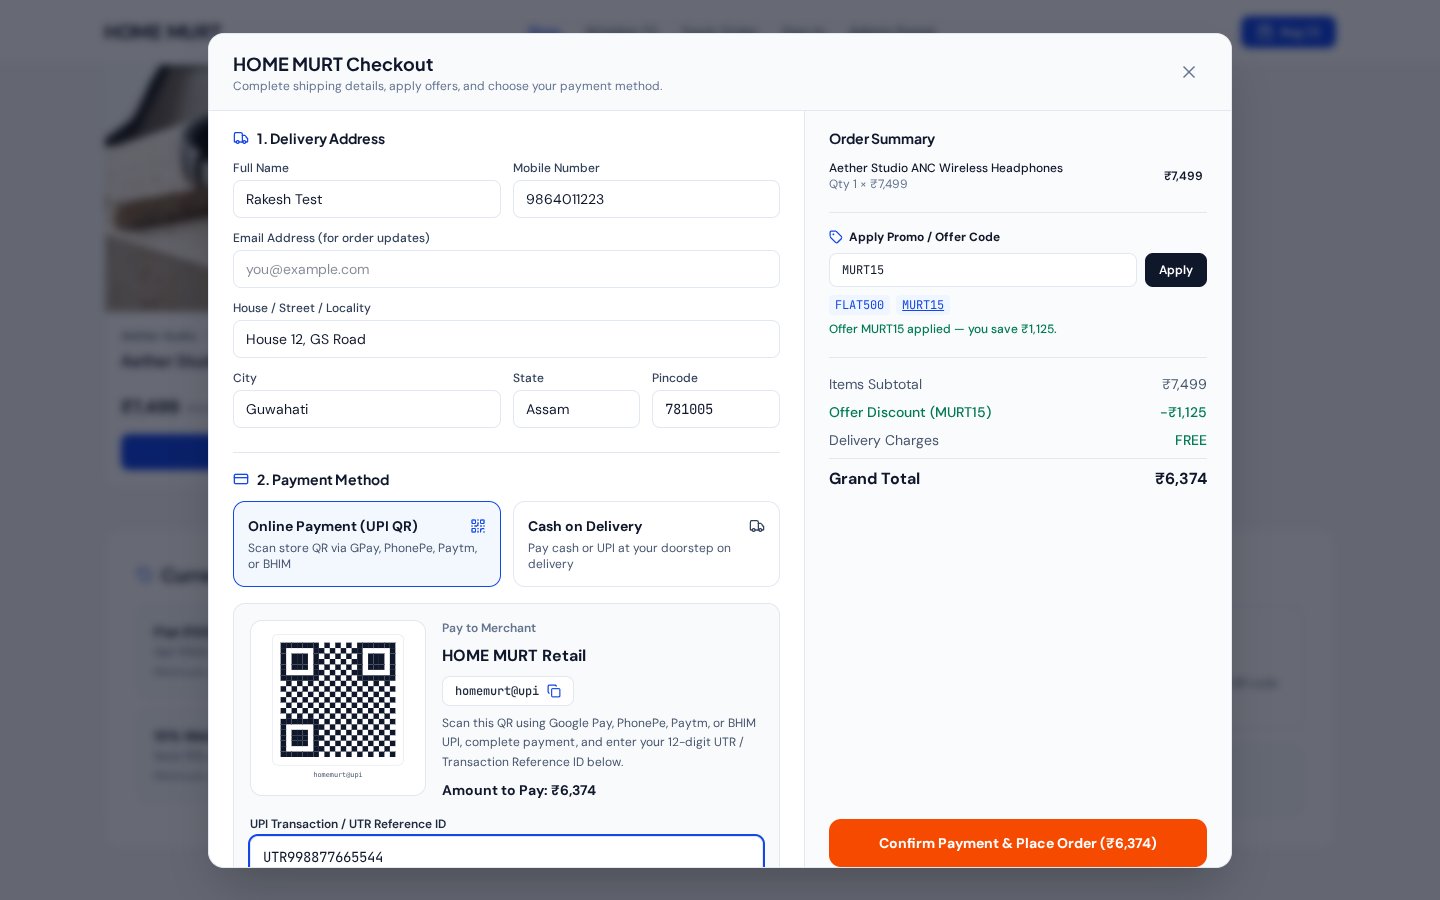 HOME MURT
HOME MURT Checkout
Complete shipping details, apply offers, and choose your payment method.
1. Delivery Address
Full Name
Mobile Number
Rakesh Test
9864011223
Email Address (for order updates)
you@example.com
House / Street / Locality
House 12, GS Road
City
State
Pincode
Guwahati
Assam
781005
2. Payment Method
Online Payment (UPI QR)
Scan store QR via GPay, PhonePe, Paytm,
or BHIM
Cash on Delivery
Pay cash or UPI at your doorstep on
delivery
homemurt@upi
Pay to Merchant
HOME MURT Retail
homemurt@upi
Scan this QR using Google Pay, PhonePe, Paytm, or BHIM
UPI, complete payment, and enter your 12-digit UTR /
Transaction Reference ID below.
Amount to Pay: ₹6,374
UPI Transaction / UTR Reference ID
UTR998877665544
Order Summary
Aether Studio ANC Wireless Headphones
Qty 1 × ₹7,499
₹7,499
Apply Promo / Offer Code
MURT15
Apply
FLAT500 MURT15
Offer MURT15 applied — you save ₹1,125.
Items Subtotal ₹7,499
Offer Discount (MURT15) -₹1,125
Delivery Charges FREE
Grand Total ₹6,374
Confirm Payment & Place Order (₹6,374)